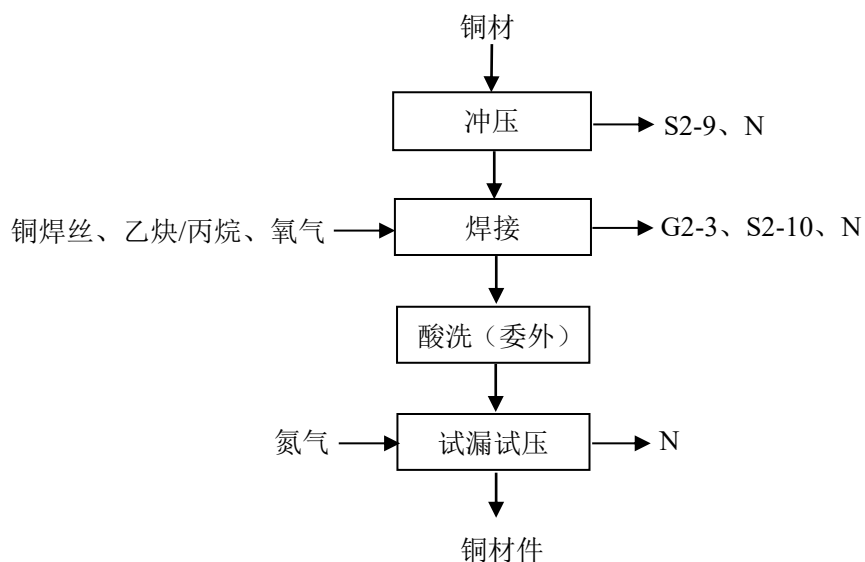 铜材
冲压
S2-9、N
铜焊丝、乙炔/丙烷、氧气
焊接
G2-3、S2-10、N
酸洗（委外）
氮气
试漏试压
N
铜材件